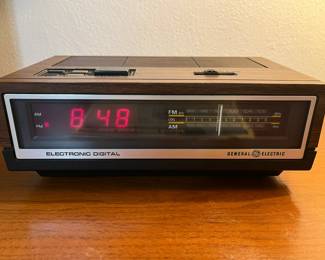 AM
PM
8 48
FM
AM
ELECTRONIC DIGITAL
GENERAL ELECTRIC